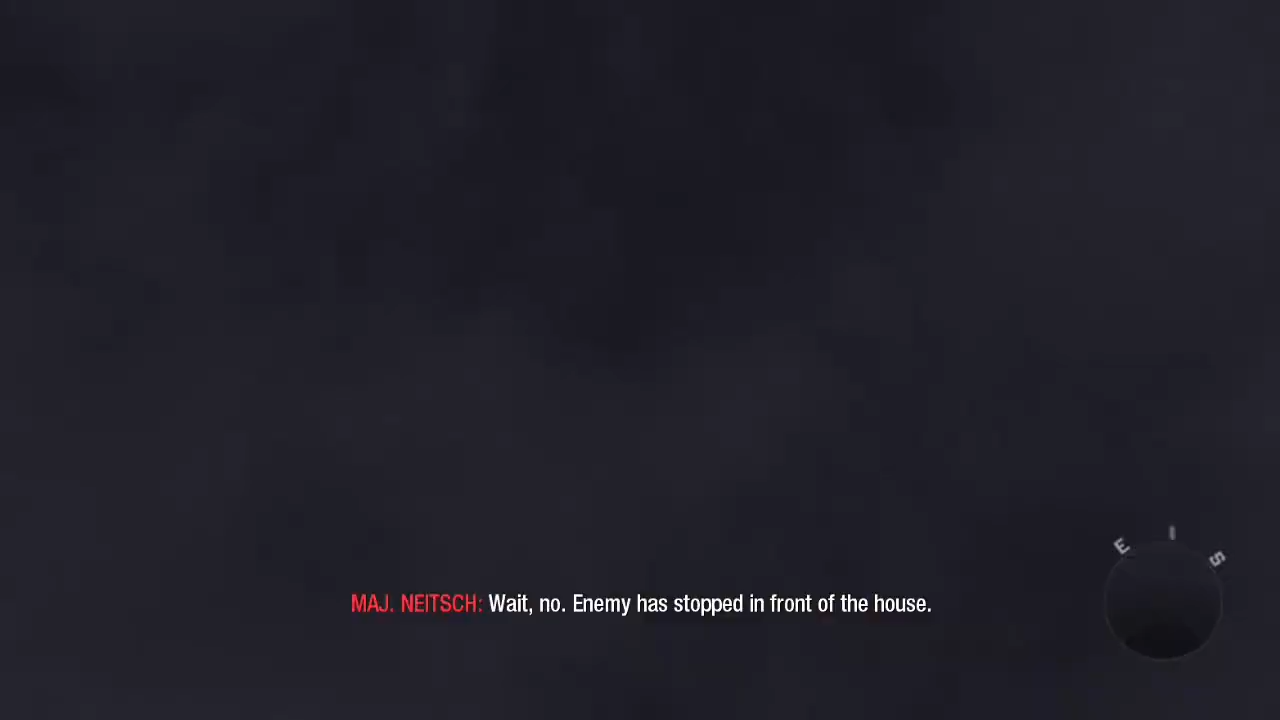 E I S
MAJ. NEITSCH: Wait, no. Enemy has stopped in front of the house.